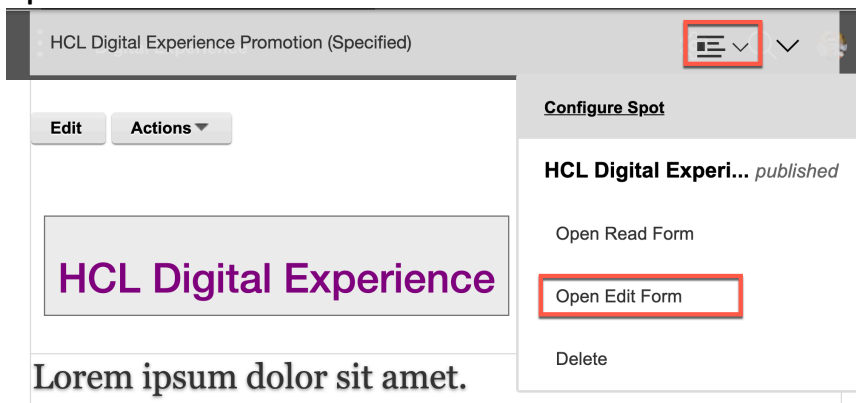 HCL Digital Experience Promotion (Specified)
Configure Spot
Edit Actions
HCL Digital Experi... published
Open Read Form
HCL Digital Experience
Open Edit Form
Delete
Lorem ipsum dolor sit amet.